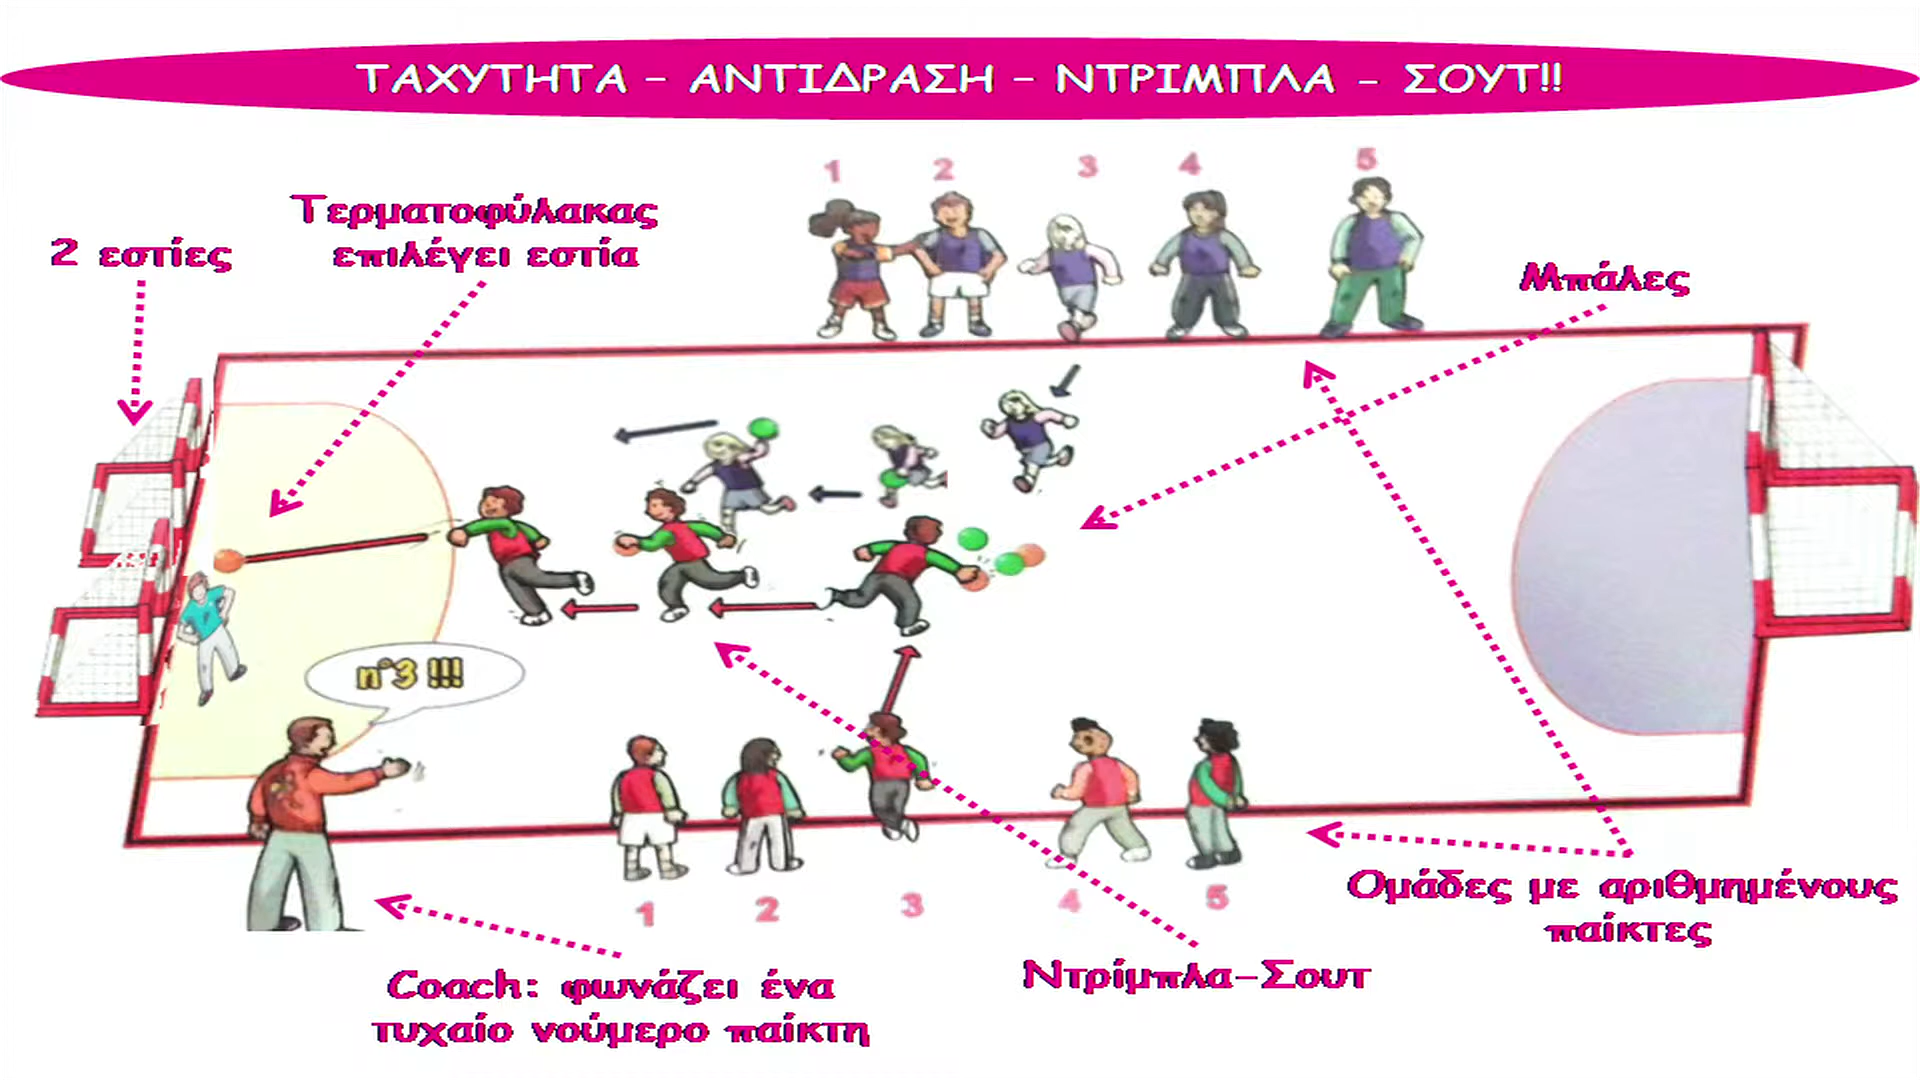 ΤΑΧΥΤΗΤΑ – ΑΝΤΙΔΡΑΣΗ – ΝΤΡΙΜΠΛΑ – ΣΟΥΤ!!
1 2 3 4 5
Τερματοφύλακας
επιλέγει εστία
2 εστίες
Μπάλες
n°3 !!!
1 2 3 4 5
Ομάδες με αριθμημένους
παίκτες
Ντρίμπλα-Σουτ
Coach: φωνάζει ένα
τυχαίο νούμερο παίκτη